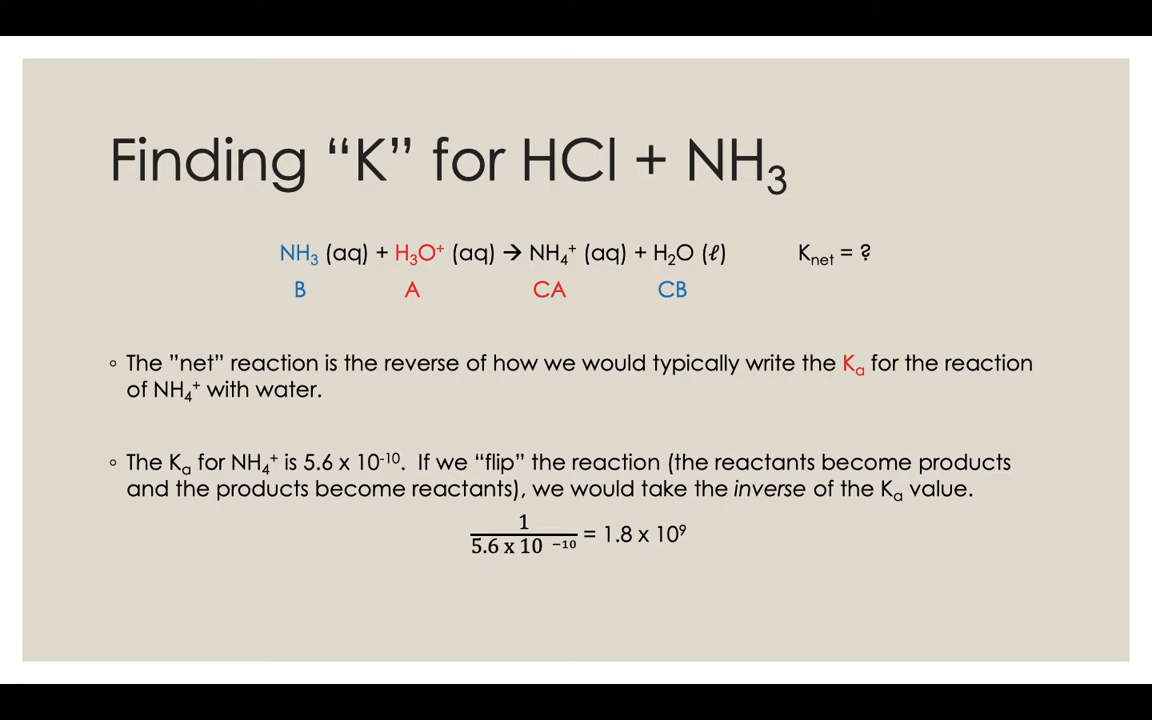 Finding “K” for HCl + NH₃
NH₃ (aq) + H₃O⁺ (aq) → NH₄⁺ (aq) + H₂O (ℓ) Kₙₑₜ = ?
B A CA CB
◦ The ”net” reaction is the reverse of how we would typically write the Kₐ for the reaction
of NH₄⁺ with water.
◦ The Kₐ for NH₄⁺ is 5.6 x 10⁻¹⁰. If we “flip” the reaction (the reactants become products
and the products become reactants), we would take the inverse of the Kₐ value.
1
5.6 x 10 ⁻¹⁰ = 1.8 x 10⁹